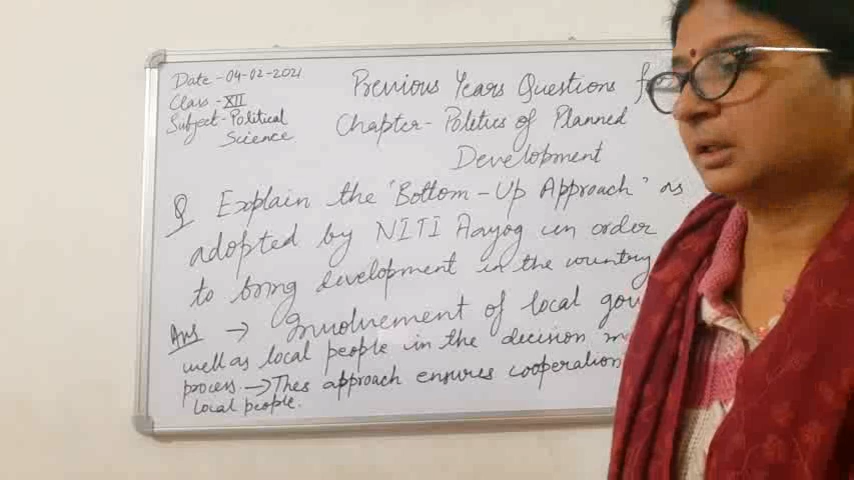 Date - 04-02-2021
Class - XII
Subject - Political
Science
Previous Years Questions
Chapter - Politics of Planned
Development
Q Explain the "Bottom-Up Approach" as
adopted by NITI Aayog in order
to bring development in the country
Ans → Involvement of local
well as local people in the decision
process. → This approach ensures cooperation
local people.